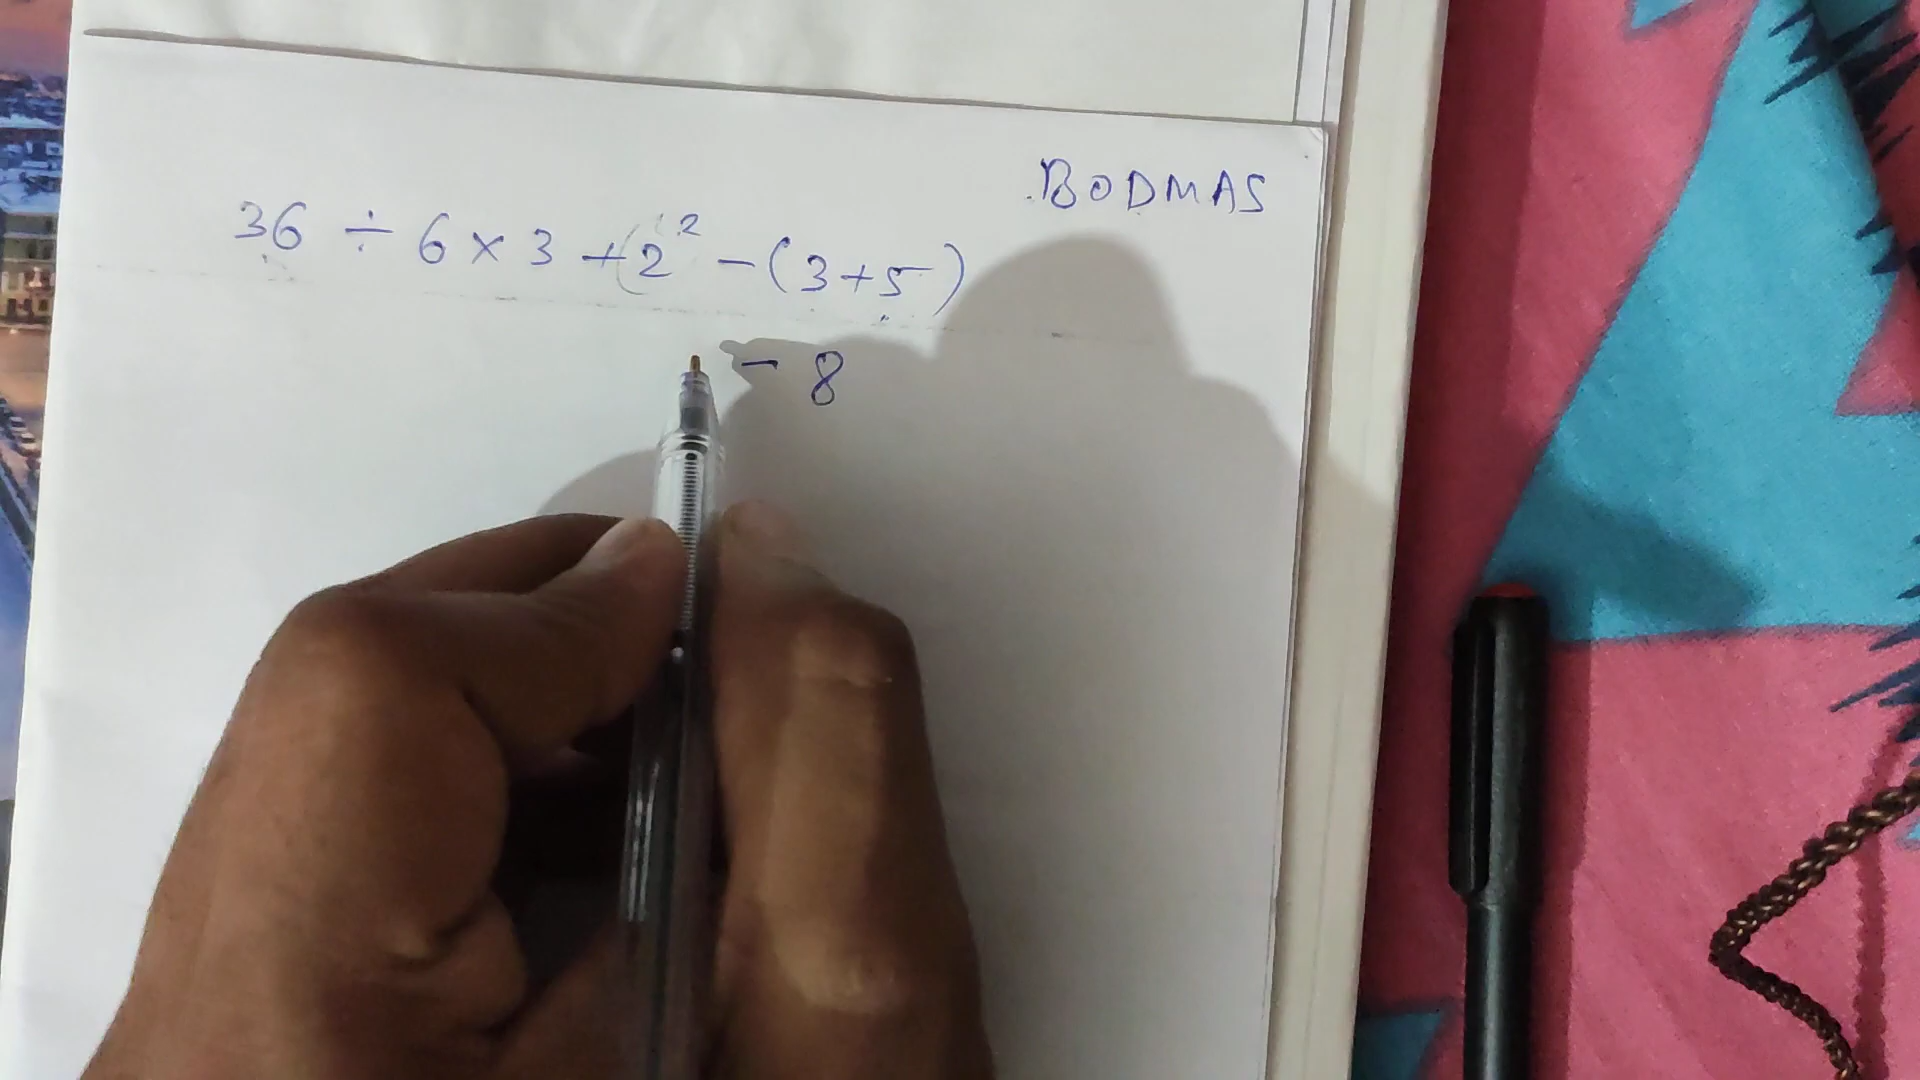 BODMAS
36 ÷ 6 × 3 + (2² - (3+5)
- 8